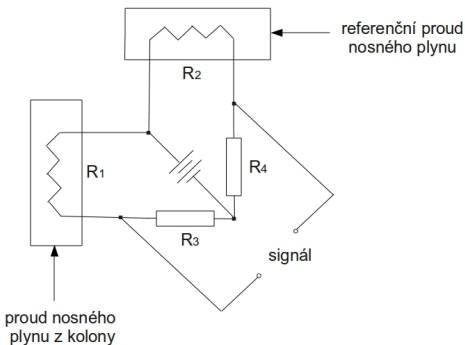 referenční proud
nosného plynu
R2
R1
R4
R3
signál
proud nosného
plynu z kolony